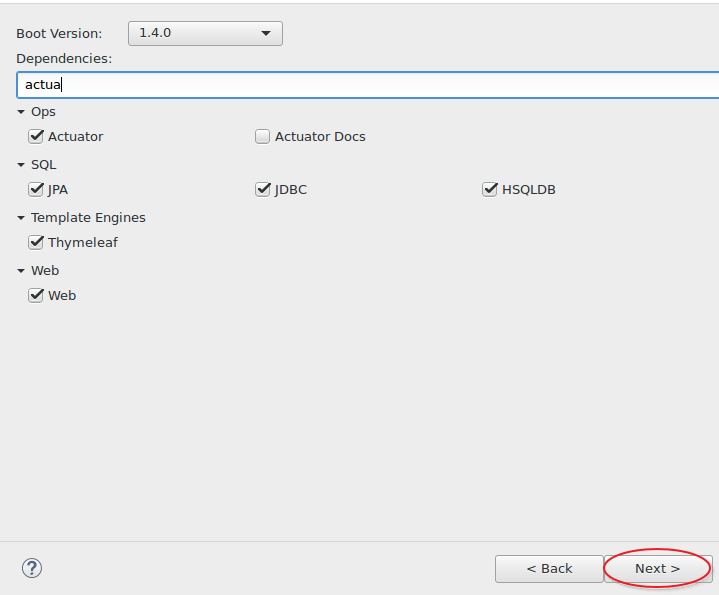 Boot Version: 1.4.0
Dependencies:
actua
Ops
Actuator Actuator Docs
SQL
JPA JDBC HSQLDB
Template Engines
Thymeleaf
Web
Web
? < Back Next >